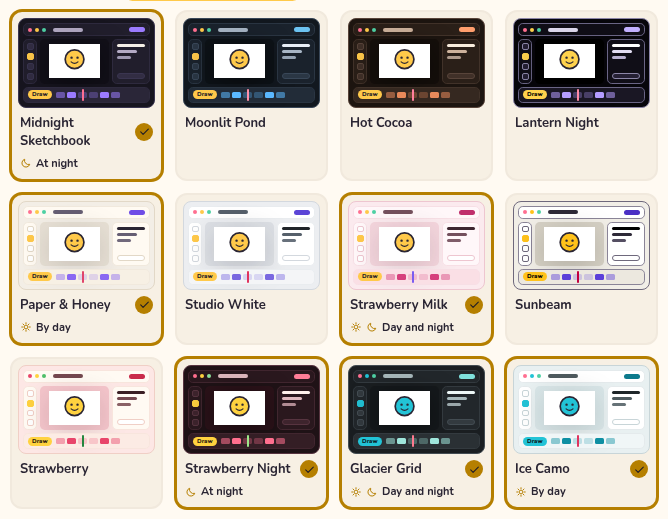 Draw
Draw
Draw
Draw
Midnight
Sketchbook
At night
Moonlit Pond
Hot Cocoa
Lantern Night
Draw
Draw
Draw
Draw
Paper & Honey
By day
Studio White
Strawberry Milk
Day and night
Sunbeam
Draw
Draw
Draw
Draw
Strawberry
Strawberry Night
At night
Glacier Grid
Day and night
Ice Camo
By day